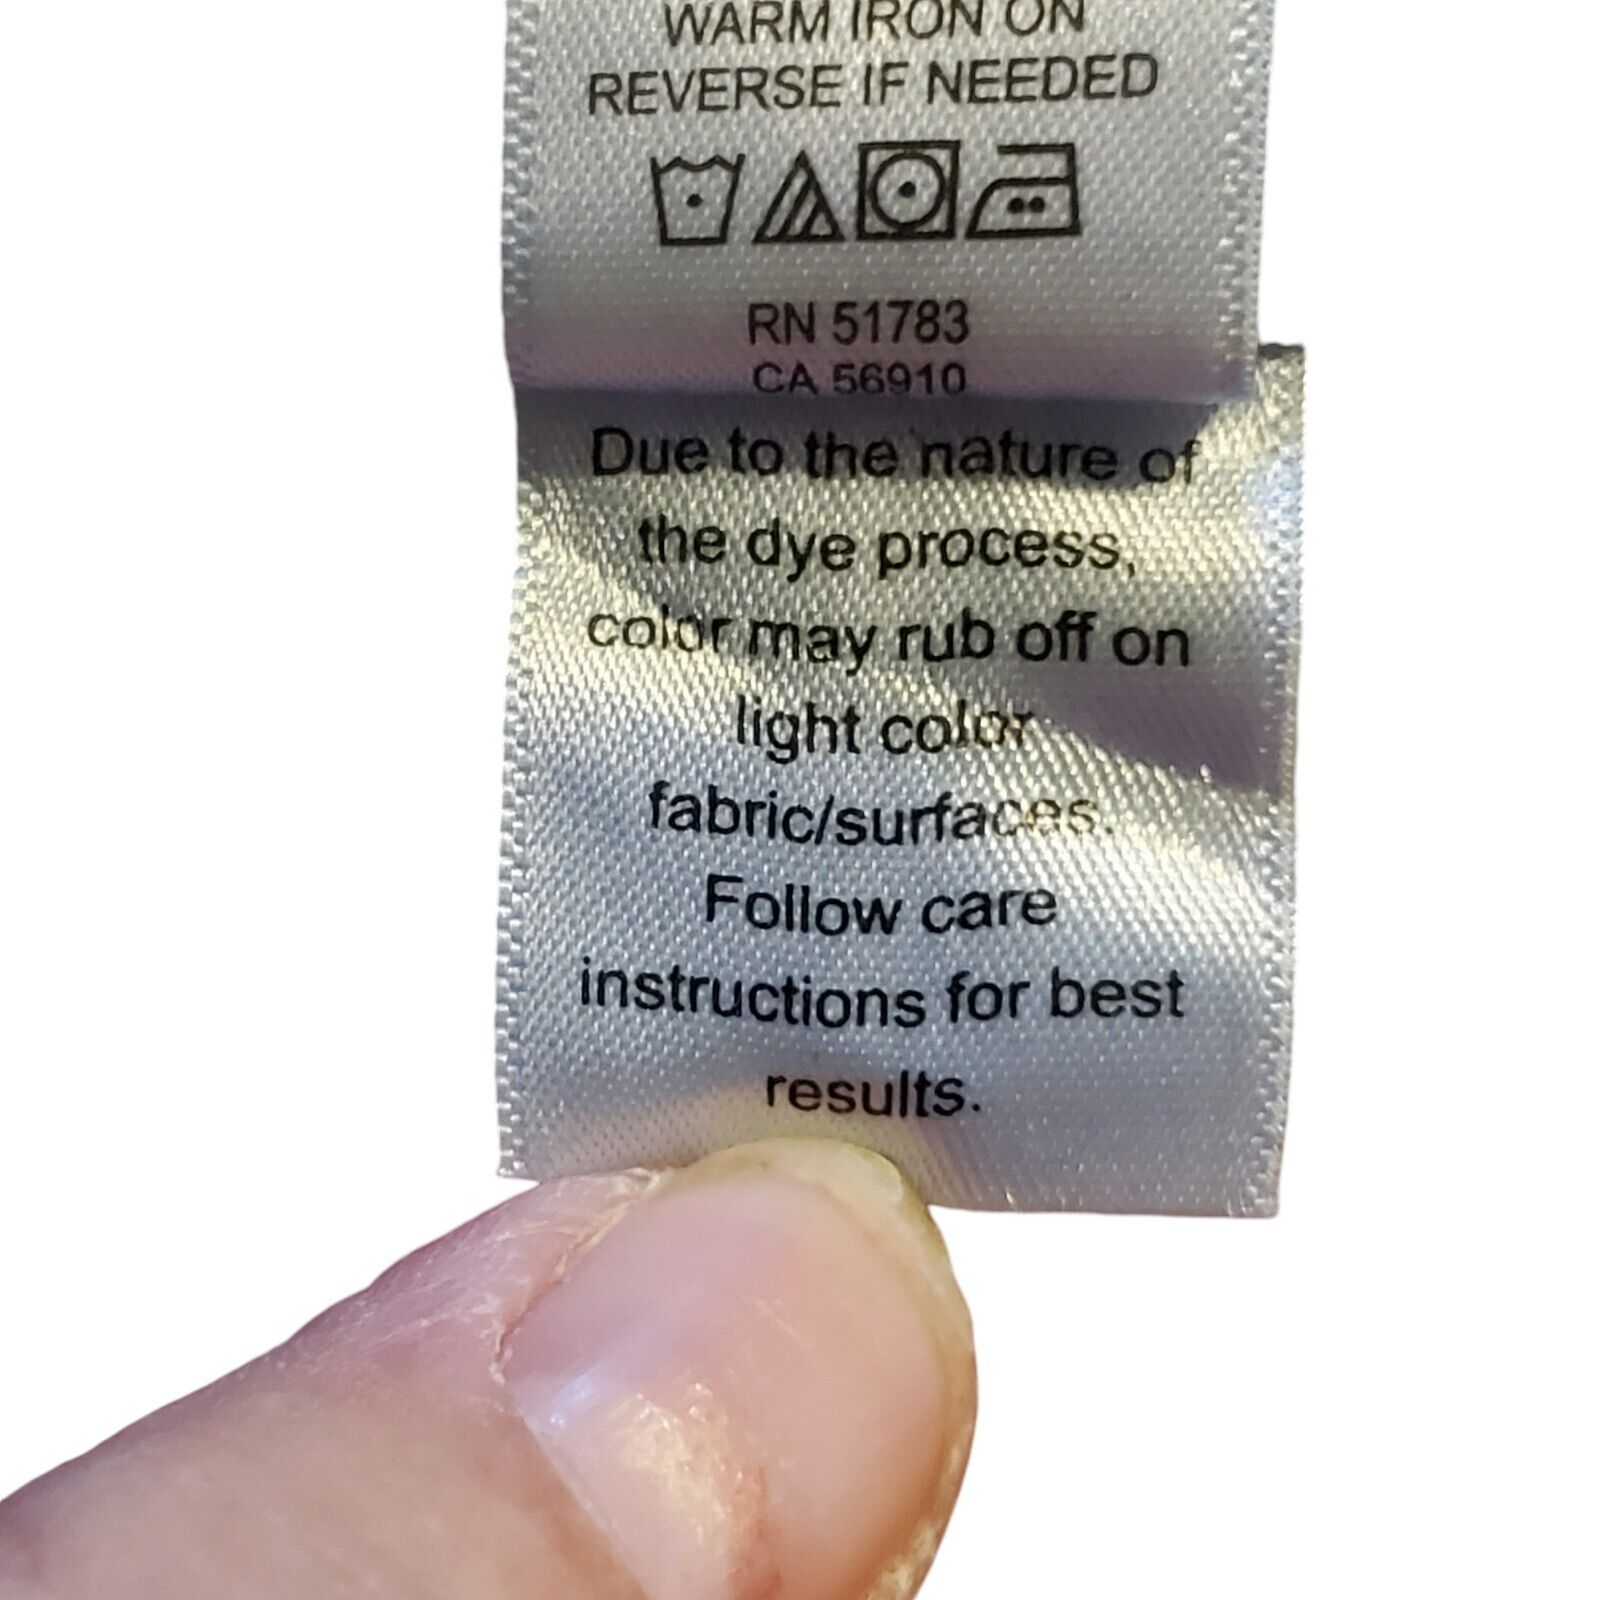 WARM IRON ON
REVERSE IF NEEDED
RN 51783
CA 56910
Due to the nature of
the dye process,
color may rub off on
light color
fabric/surfaces.
Follow care
instructions for best
results.